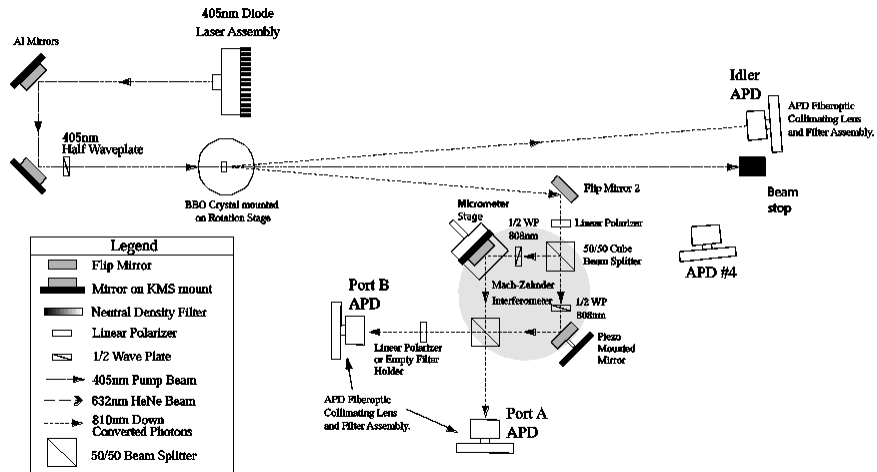 405nm Diode
Laser Assembly
Al Mirrors
405nm
Half Waveplate
BBO Crystal mounted
on Rotation Stage
Idler
APD
APD Fiberoptic
Collimating Lens
and Filter Assembly.
Beam
stop
Flip Mirror 2
Micrometer
Stage
1/2 WP
808nm
Linear Polarizer
50/50 Cube
Beam Splitter
APD #4
Mach-Zehnder
Interferometer
1/2 WP
808nm
Piezo
Mounted
Mirror
Port B
APD
Linear Polarizer
or Empty Filter
Holder
APD Fiberoptic
Collimating Lens
and Filter Assembly.
Port A
APD
Legend
Flip Mirror
Mirror on KMS mount
Neutral Density Filter
Linear Polarizer
1/2 Wave Plate
405nm Pump Beam
632nm HeNe Beam
810nm Down
Converted Photons
50/50 Beam Splitter